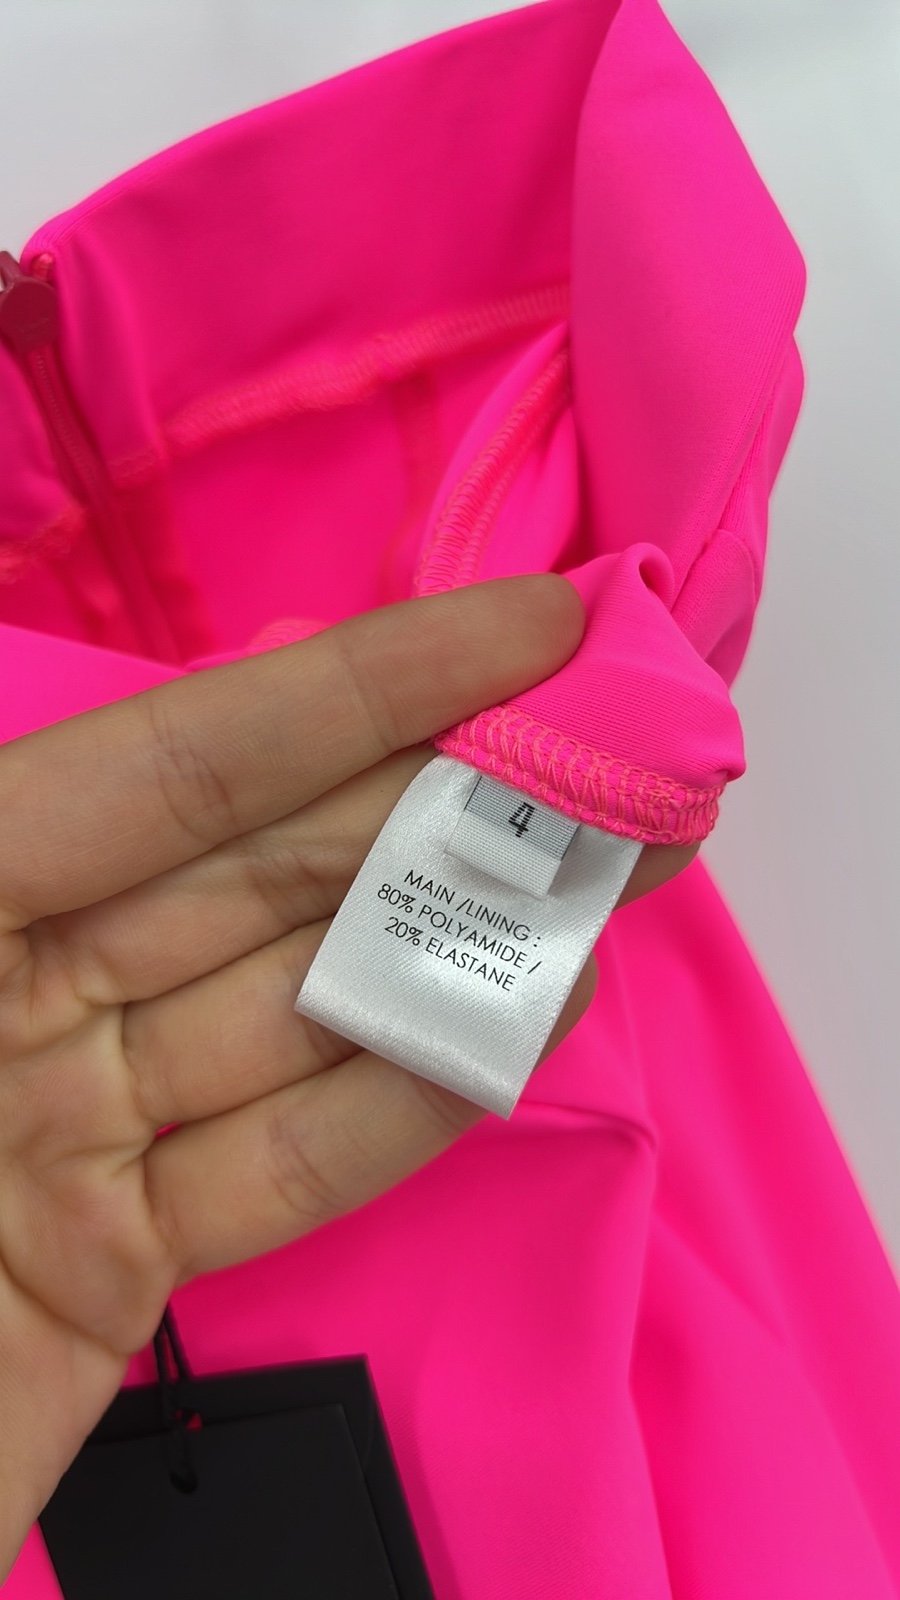 4
MAIN /LINING :
80% POLYAMIDE /
20% ELASTANE